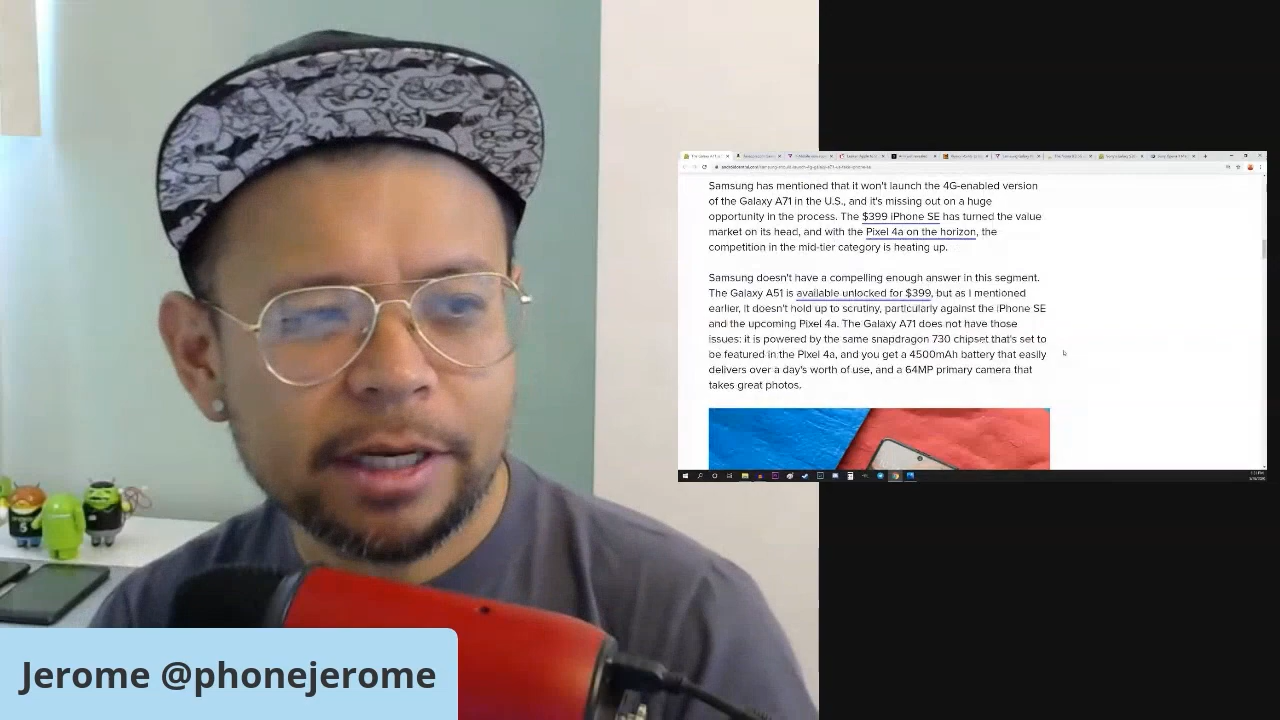 Samsung has mentioned that it won't launch the 4G-enabled version
of the Galaxy A71 in the U.S., and it's missing out on a huge
opportunity in the process. The $399 iPhone SE has turned the value
market on its head, and with the Pixel 4a on the horizon, the
competition in the mid-tier category is heating up.
Samsung doesn't have a compelling enough answer in this segment.
The Galaxy A51 is available unlocked for $399, but as I mentioned
earlier, it doesn't hold up to scrutiny, particularly against the iPhone SE
and the upcoming Pixel 4a. The Galaxy A71 does not have those
issues: it is powered by the same snapdragon 730 chipset that's set to
be featured in the Pixel 4a, and you get a 4500mAh battery that easily
delivers over a day's worth of use, and a 64MP primary camera that
takes great photos.
Jerome @phonejerome